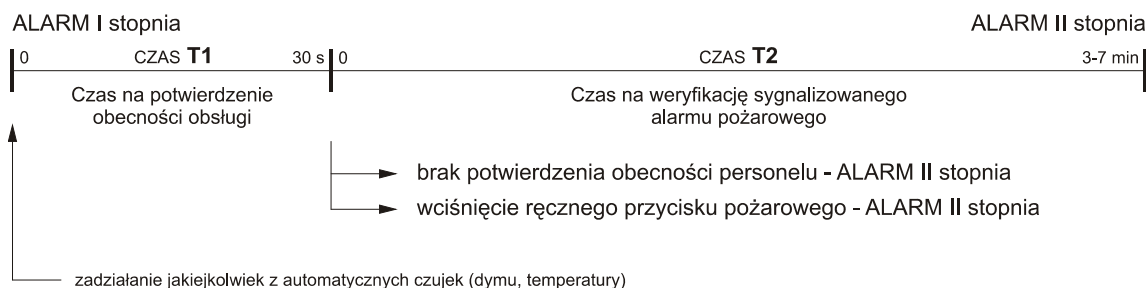 ALARM I stopnia
ALARM II stopnia
0 CZAS T1 30 s 0 CZAS T2 3-7 min
Czas na potwierdzenie
obecności obsługi
Czas na weryfikację sygnalizowanego
alarmu pożarowego
brak potwierdzenia obecności personelu - ALARM II stopnia
wciśnięcie ręcznego przycisku pożarowego - ALARM II stopnia
zadziałanie jakiejkolwiek z automatycznych czujek (dymu, temperatury)